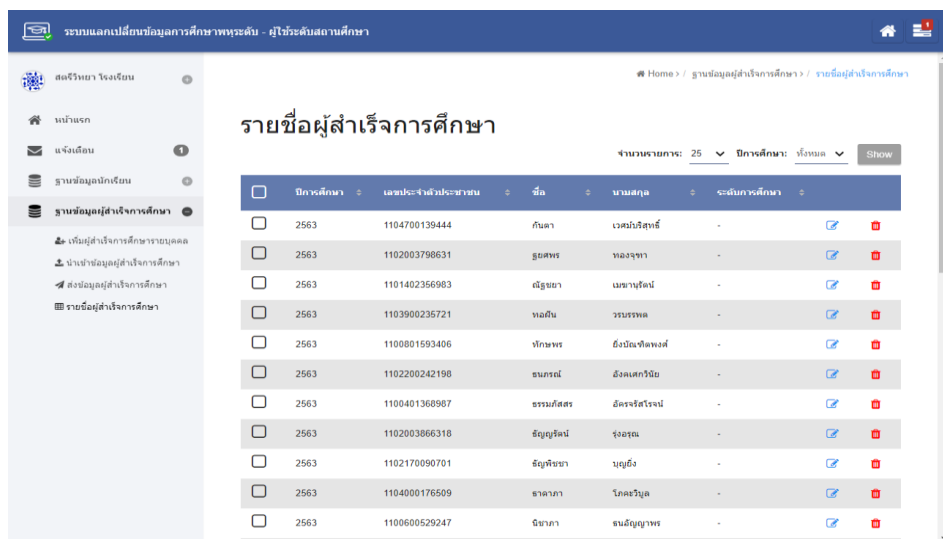 ระบบแลกเปลี่ยนข้อมูลการศึกษาพหุระดับ - ผู้ใช้ระดับสถานศึกษา
1
สตรีวิทยา โรงเรียน
Home > / ฐานข้อมูลผู้สำเร็จการศึกษา > / รายชื่อผู้สำเร็จการศึกษา
หน้าแรก
แจ้งเตือน 1
ฐานข้อมูลนักเรียน
ฐานข้อมูลผู้สำเร็จการศึกษา
เพิ่มผู้สำเร็จการศึกษารายบุคคล
นำเข้าข้อมูลผู้สำเร็จการศึกษา
ส่งข้อมูลผู้สำเร็จการศึกษา
รายชื่อผู้สำเร็จการศึกษา
รายชื่อผู้สำเร็จการศึกษา
จำนวนรายการ: 25 ปีการศึกษา: ทั้งหมด Show
ปีการศึกษา เลขประจำตัวประชาชน ชื่อ นามสกุล ระดับการศึกษา
2563 1104700139444 กันตา เวศม์บริสุทธิ์ -
2563 1102003798631 ฐยศพร ทองจุฑา -
2563 1101402356983 ณัฐชยา เมฆานุรัตน์ -
2563 1103900235721 ทอฝัน วรบรรพต -
2563 1100801593406 ทักษพร ยิ่งบัณฑิตพงศ์ -
2563 1102200242198 ธนภรณ์ อังคเศกวินัย -
2563 1100401368987 ธรรมภัสสร อัครจรัสโรจน์ -
2563 1102003866318 ธัญญรัตน์ รุ่งอรุณ -
2563 1102170090701 ธัญพิชชา บุญยิ่ง -
2563 1104000176509 ธาดาภา โภคะวิบูล -
2563 1100600529247 นิชาภา ธนอัญญาพร -